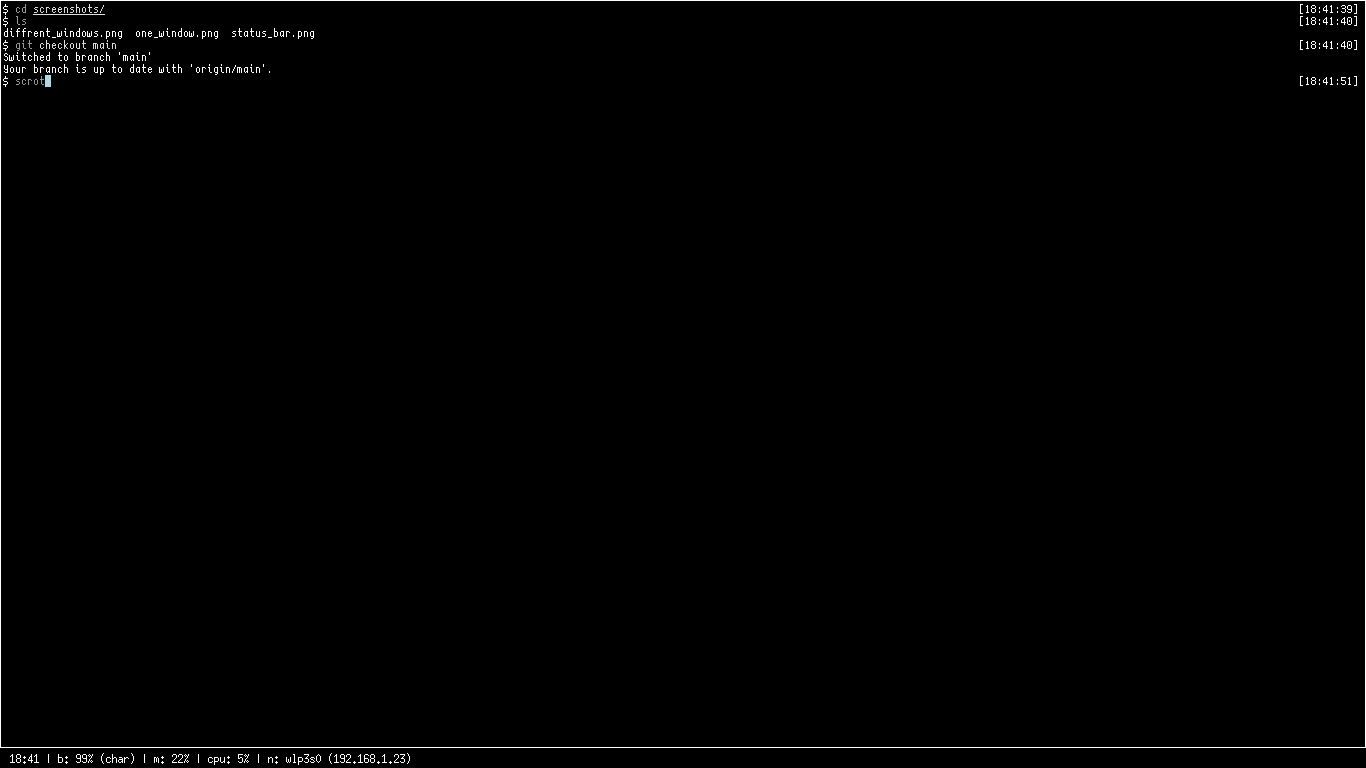 $ cd screenshots/ [18:41:39]
$ ls [18:41:40]
diffrent_windows.png one_window.png status_bar.png
$ git checkout main [18:41:40]
Switched to branch 'main'
Your branch is up to date with 'origin/main'.
$ scrot [18:41:51]
18:41 | b: 99% (char) | m: 22% | cpu: 5% | n: wlp3s0 (192.168.1.23)